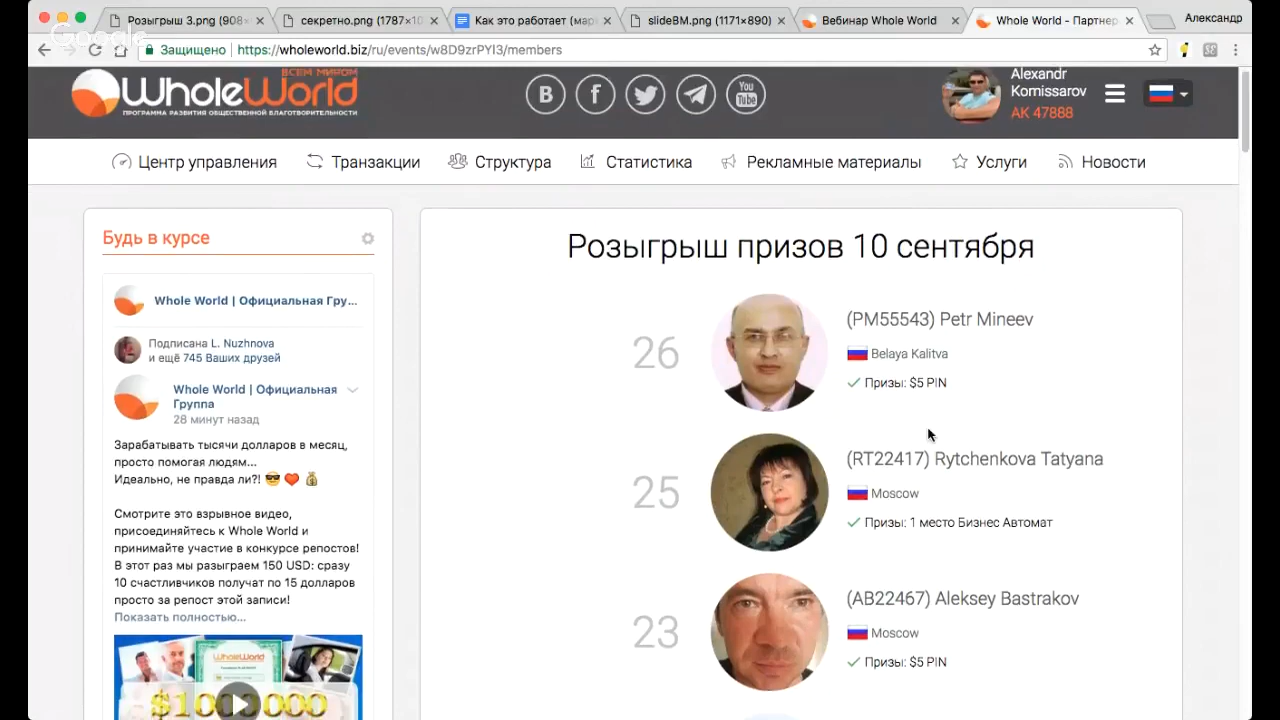 Розыгрыш 3.png (908×
секретно.png (1787×10
Как это работает (мар
slideBM.png (1171×890)
Вебинар Whole World
Whole World - Партнер
Александр
Google
Защищено
https://wholeworld.biz/ru/events/w8D9zrPYI3/members
ВСЕМ МИРОМ
WholeWorld
ПРОГРАММА РАЗВИТИЯ ОБЩЕСТВЕННОЙ БЛАГОТВОРИТЕЛЬНОСТИ
B
f
You
Tube
Alexandr
Komissarov
AK 47888
Центр управления
Транзакции
Структура
Статистика
Рекламные материалы
Услуги
Новости
Будь в курсе
Whole World | Официальная Гру...
Подписана L. Nuzhnova
и ещё 745 Ваших друзей
Whole World | Официальная
Группа
28 минут назад
Зарабатывать тысячи долларов в месяц,
просто помогая людям...
Идеально, не правда ли?! 😎 ❤️ 💰
Смотрите это взрывное видео,
присоединяйтесь к Whole World и
принимайте участие в конкурсе репостов!
В этот раз мы разыграем 150 USD: сразу
10 счастливчиков получат по 15 долларов
просто за репост этой записи!
Показать полностью...
WholeWorld
$1000000
Розыгрыш призов 10 сентября
26
(PM55543) Petr Mineev
Belaya Kalitva
Призы: $5 PIN
25
(RT22417) Rytchenkova Tatyana
Moscow
Призы: 1 место Бизнес Автомат
23
(AB22467) Aleksey Bastrakov
Moscow
Призы: $5 PIN